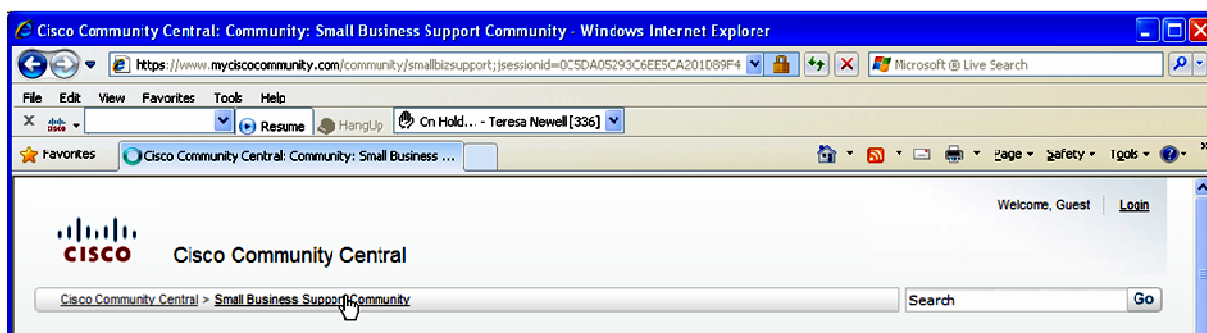 Cisco Community Central: Community: Small Business Support Community - Windows Internet Explorer
https://www.myciscocommunity.com/community/smallbizsupport;jsessionid=0C5DA05293C6EE5CA201D89F4 Microsoft ® Live Search
File Edit View Favorites Tools Help
X cisco Resume HangUp On Hold... - Teresa Newell [336]
Favorites Cisco Community Central: Community: Small Business ... Page Safety Tools
Welcome, Guest Login
CISCO Cisco Community Central
Cisco Community Central > Small Business Support Community Search Go